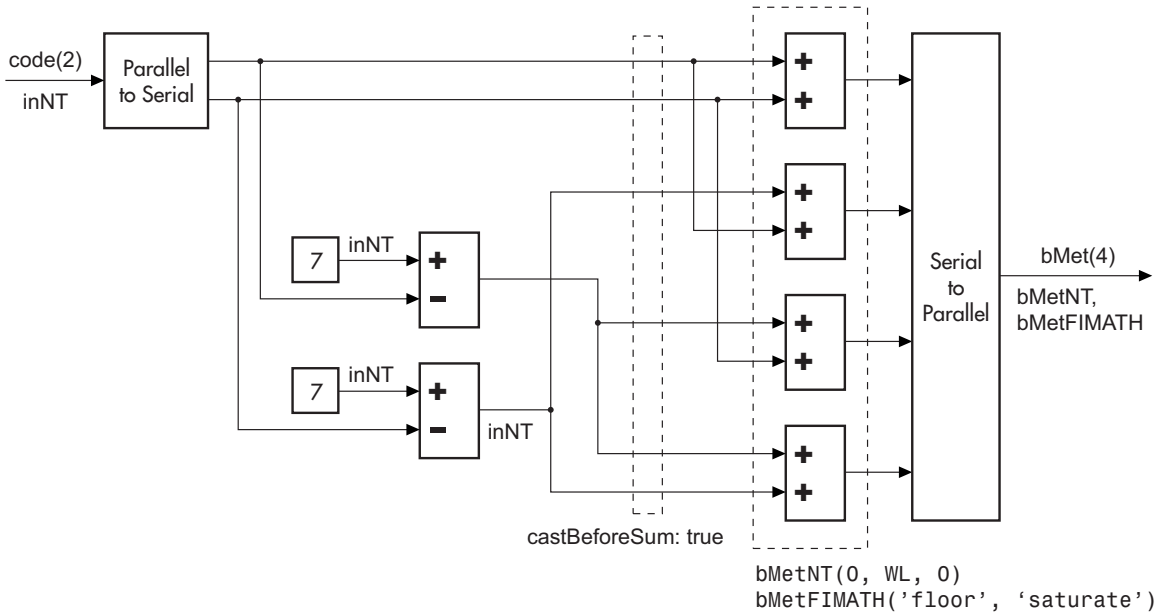 code(2)
inNT
Parallel
to Serial
+
+
+
+
7
inNT
+
−
7
inNT
+
−
inNT
+
+
+
+
Serial
to
Parallel
bMet(4)
bMetNT,
bMetFIMATH
castBeforeSum: true
bMetNT(0, WL, 0)
bMetFIMATH(’floor’, ‘saturate’)